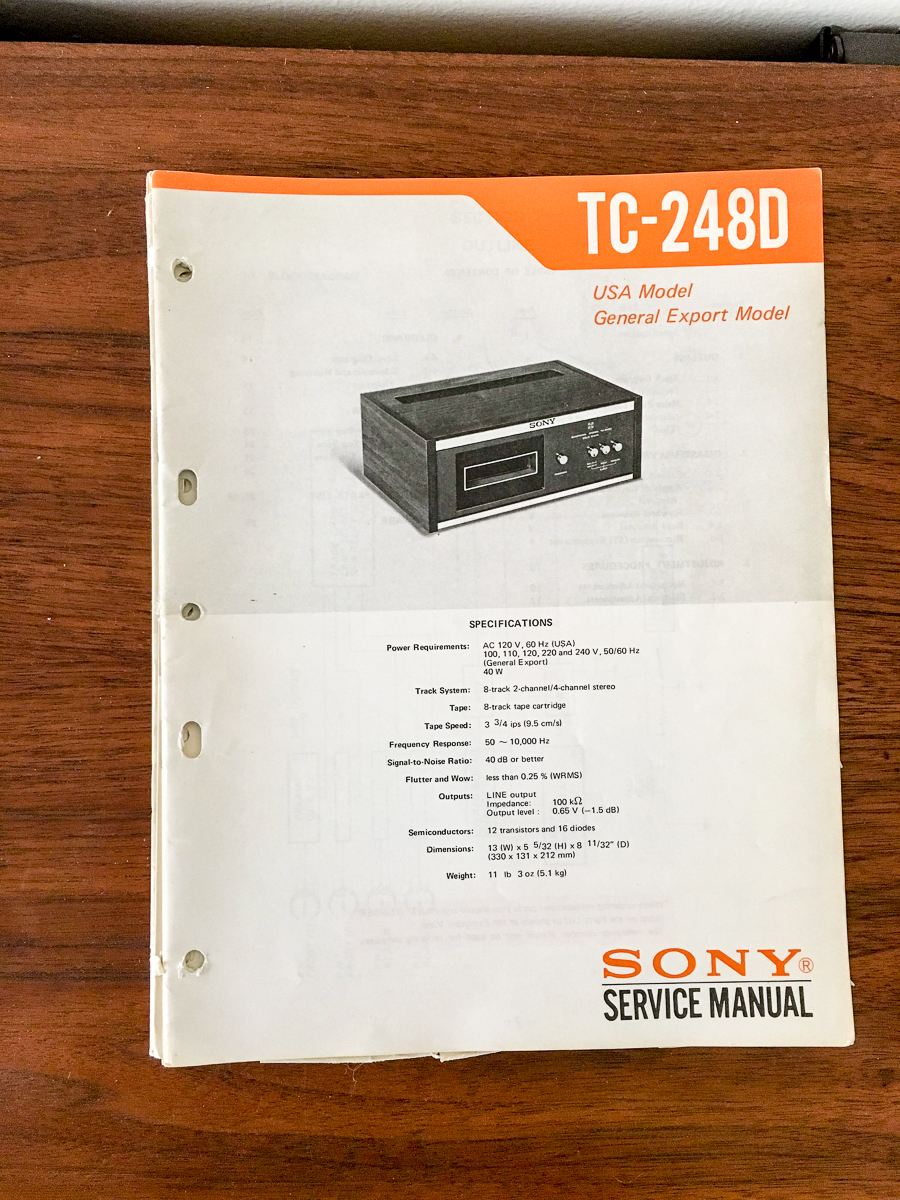 TC-248D
USA Model
General Export Model
SONY
SPECIFICATIONS
Power Requirements: AC 120 V, 60 Hz (USA)
100, 110, 120, 220 and 240 V, 50/60 Hz
(General Export)
40 W
Track System: 8-track 2-channel/4-channel stereo
Tape: 8-track tape cartridge
Tape Speed: 3 3/4 ips (9.5 cm/s)
Frequency Response: 50 ~ 10,000 Hz
Signal-to-Noise Ratio: 40 dB or better
Flutter and Wow: less than 0.25 % (WRMS)
Outputs: LINE output
Impedance: 100 kΩ
Output level : 0.65 V (−1.5 dB)
Semiconductors: 12 transistors and 16 diodes
Dimensions: 13 (W) x 5 5/32 (H) x 8 11/32" (D)
(330 x 131 x 212 mm)
Weight: 11 lb 3 oz (5.1 kg)
SONY®
SERVICE MANUAL